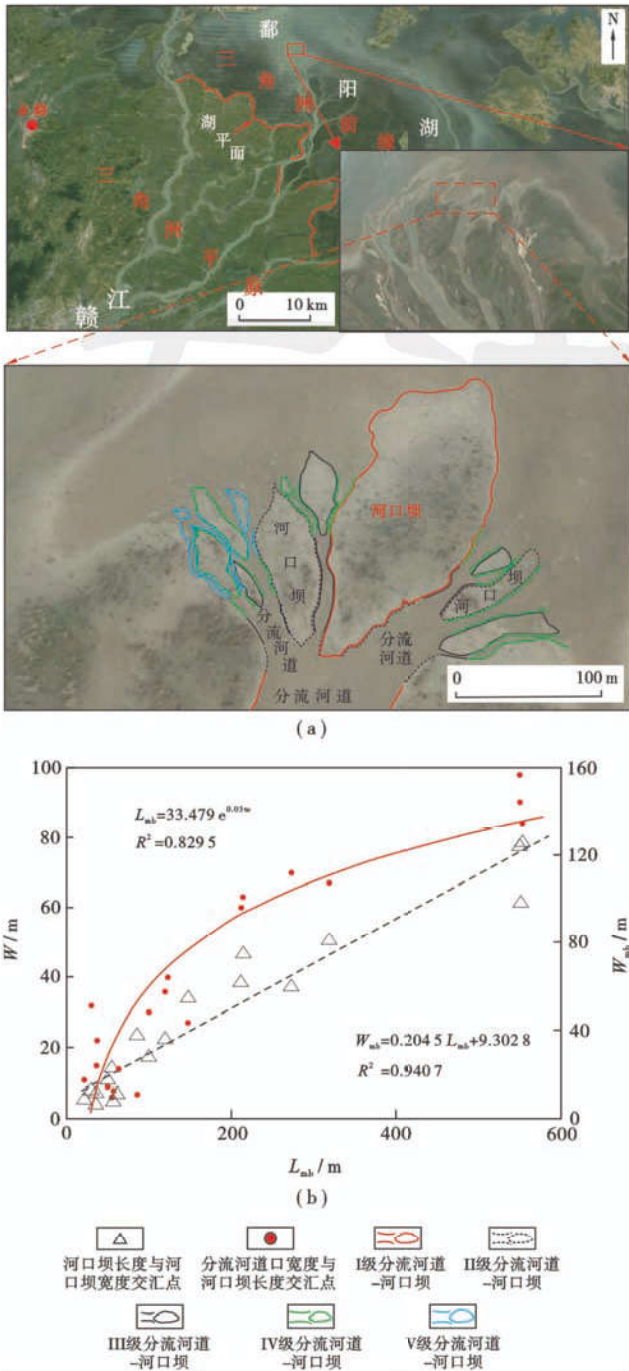 鄱
N
三
角
洲
阳
前
缘
湖
湖
平
面
三
角
洲
平
原
赣
江
0 10 km
河口坝
河
口
坝
河
口
坝
分
流
河
道
分流
河道
分流河道
0 100 m
(a)
100
160
L_mb=33.479 e^0.03w
R²=0.829 5
80
120
60
W / m
W_mb / m
80
40
W_mb=0.204 5 L_mb+9.302 8
R²=0.940 7
40
20
0
0
0 200 400 600
L_mb / m
(b)
河口坝长度与河
口坝宽度交汇点
分流河道口宽度与
河口坝长度交汇点
I级分流河道
–河口坝
II级分流河道
–河口坝
III级分流河道
–河口坝
IV级分流河道
–河口坝
V级分流河道
–河口坝